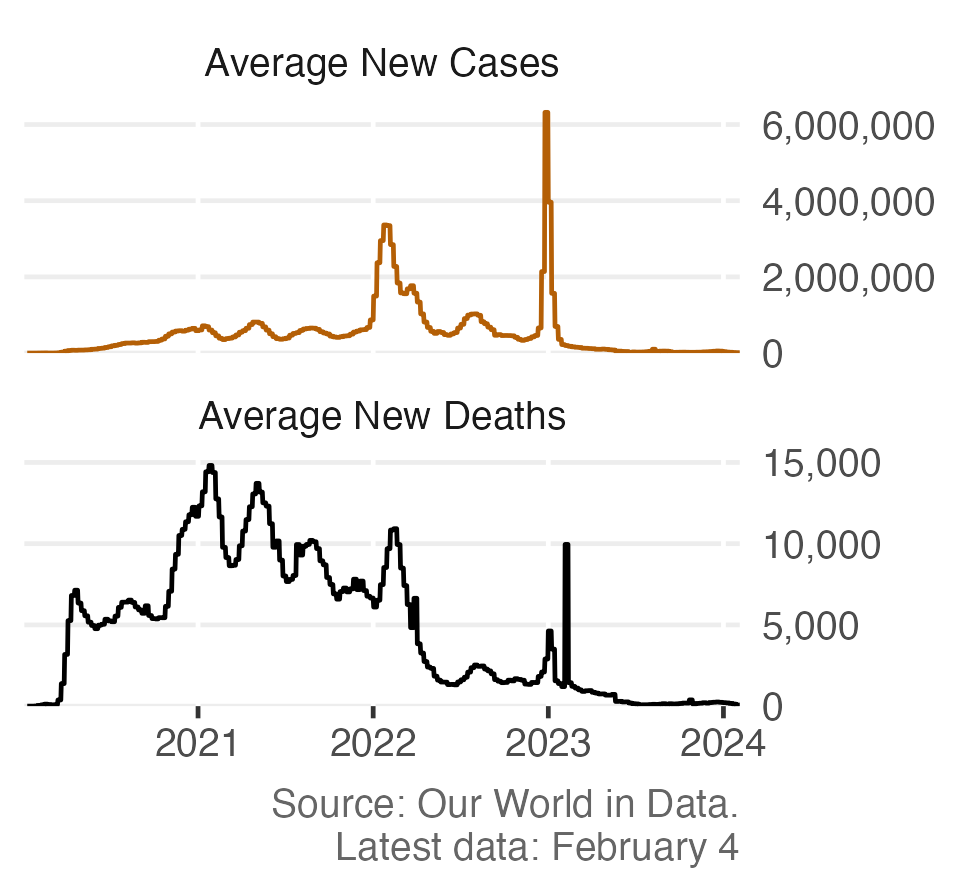 Average New Cases
6,000,000
4,000,000
2,000,000
0
Average New Deaths
15,000
10,000
5,000
0
2021 2022 2023 2024
Source: Our World in Data.
Latest data: February 4